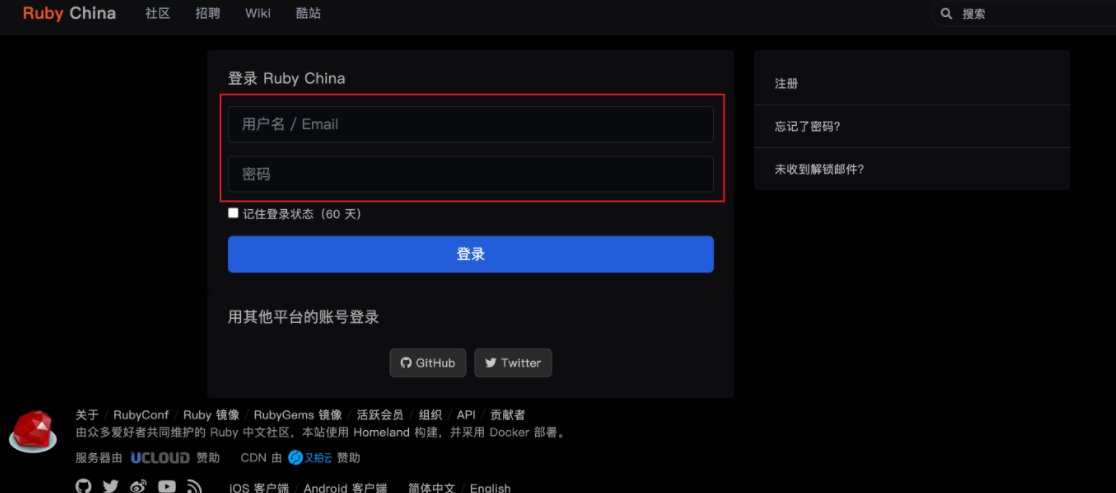 Ruby China 社区 招聘 Wiki 酷站 搜索
登录 Ruby China
用户名 / Email
密码
记住登录状态（60 天）
登录
用其他平台的账号登录
GitHub Twitter
注册
忘记了密码?
未收到解锁邮件?
关于 / RubyConf / Ruby 镜像 / RubyGems 镜像 / 活跃会员 / 组织 / API / 贡献者
由众多爱好者共同维护的 Ruby 中文社区，本站使用 Homeland 构建，并采用 Docker 部署。
服务器由 UCLOUD 赞助 CDN 由 又拍云 赞助
iOS 客户端 / Android 客户端 简体中文 / English